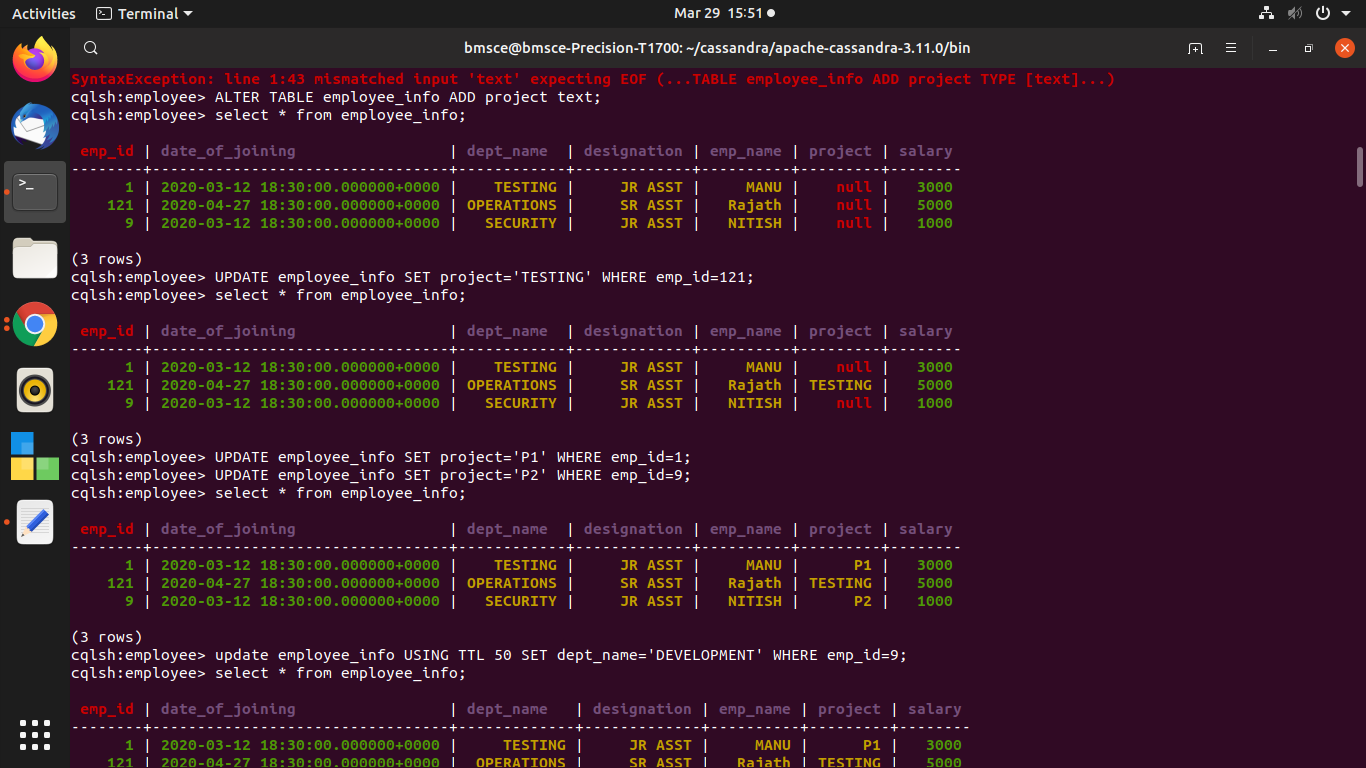 Activities Terminal Mar 29 15:51
bmsce@bmsce-Precision-T1700: ~/cassandra/apache-cassandra-3.11.0/bin
SyntaxException: line 1:43 mismatched input 'text' expecting EOF (...TABLE employee_info ADD project TYPE [text]...)
cqlsh:employee> ALTER TABLE employee_info ADD project text;
cqlsh:employee> select * from employee_info;
emp_id | date_of_joining | dept_name | designation | emp_name | project | salary
--------+---------------------------------+------------+-------------+----------+---------+--------
1 | 2020-03-12 18:30:00.000000+0000 | TESTING | JR ASST | MANU | null | 3000
121 | 2020-04-27 18:30:00.000000+0000 | OPERATIONS | SR ASST | Rajath | null | 5000
9 | 2020-03-12 18:30:00.000000+0000 | SECURITY | JR ASST | NITISH | null | 1000
(3 rows)
cqlsh:employee> UPDATE employee_info SET project='TESTING' WHERE emp_id=121;
cqlsh:employee> select * from employee_info;
emp_id | date_of_joining | dept_name | designation | emp_name | project | salary
--------+---------------------------------+------------+-------------+----------+---------+--------
1 | 2020-03-12 18:30:00.000000+0000 | TESTING | JR ASST | MANU | null | 3000
121 | 2020-04-27 18:30:00.000000+0000 | OPERATIONS | SR ASST | Rajath | TESTING | 5000
9 | 2020-03-12 18:30:00.000000+0000 | SECURITY | JR ASST | NITISH | null | 1000
(3 rows)
cqlsh:employee> UPDATE employee_info SET project='P1' WHERE emp_id=1;
cqlsh:employee> UPDATE employee_info SET project='P2' WHERE emp_id=9;
cqlsh:employee> select * from employee_info;
emp_id | date_of_joining | dept_name | designation | emp_name | project | salary
--------+---------------------------------+------------+-------------+----------+---------+--------
1 | 2020-03-12 18:30:00.000000+0000 | TESTING | JR ASST | MANU | P1 | 3000
121 | 2020-04-27 18:30:00.000000+0000 | OPERATIONS | SR ASST | Rajath | TESTING | 5000
9 | 2020-03-12 18:30:00.000000+0000 | SECURITY | JR ASST | NITISH | P2 | 1000
(3 rows)
cqlsh:employee> update employee_info USING TTL 50 SET dept_name='DEVELOPMENT' WHERE emp_id=9;
cqlsh:employee> select * from employee_info;
emp_id | date_of_joining | dept_name | designation | emp_name | project | salary
--------+---------------------------------+-------------+-------------+----------+---------+--------
1 | 2020-03-12 18:30:00.000000+0000 | TESTING | JR ASST | MANU | P1 | 3000
121 | 2020-04-27 18:30:00.000000+0000 | OPERATIONS | SR ASST | Rajath | TESTING | 5000